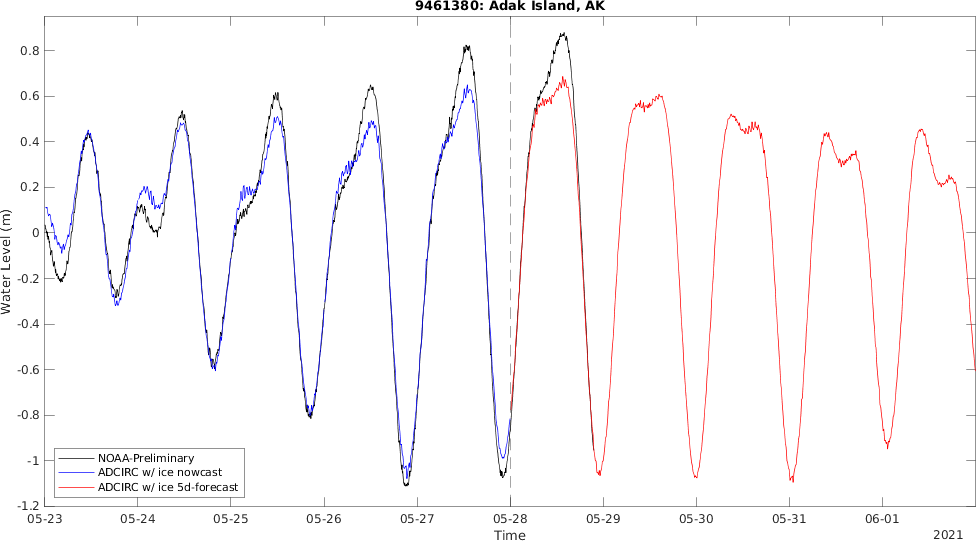 9461380: Adak Island, AK
0.8
0.6
0.4
0.2
0
-0.2
-0.4
-0.6
-0.8
-1
-1.2
Water Level (m)
NOAA-Preliminary
ADCIRC w/ ice nowcast
ADCIRC w/ ice 5d-forecast
05-23 05-24 05-25 05-26 05-27 05-28 05-29 05-30 05-31 06-01
Time
2021